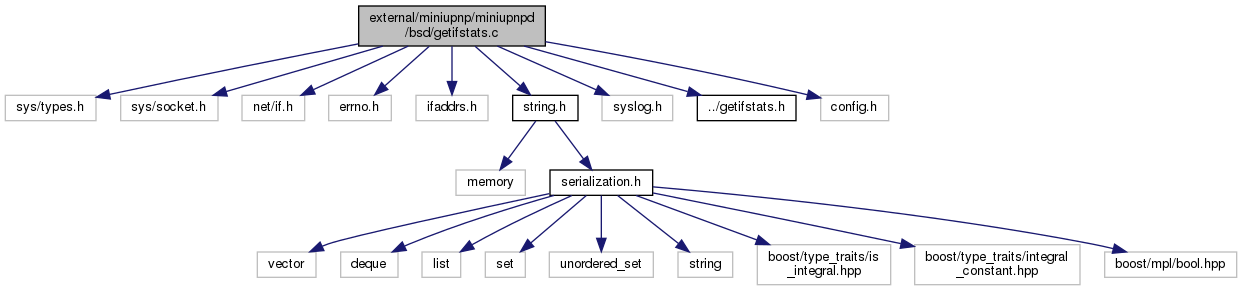 external/miniupnp/miniupnpd
/bsd/getifstats.c
sys/types.h
sys/socket.h
net/if.h
errno.h
ifaddrs.h
string.h
syslog.h
../getifstats.h
config.h
memory
serialization.h
vector
deque
list
set
unordered_set
string
boost/type_traits/is
_integral.hpp
boost/type_traits/integral
_constant.hpp
boost/mpl/bool.hpp